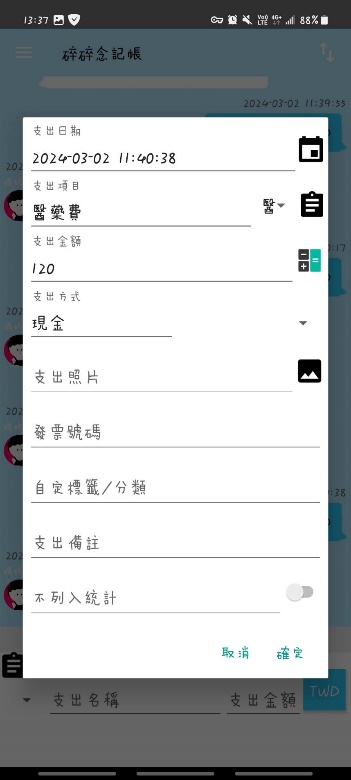 13:37
VoD LTE 4G+ 88%
碎碎念記帳
2024-03-02 11:39:55
支出日期
2024-03-02 11:40:38
支出項目
醫藥費 醫
支出金額
120
支出方式
現金
支出照片
發票號碼
自定標籤/分類
支出備註
不列入統計
取消 確定
支出名稱 支出金額 TWD